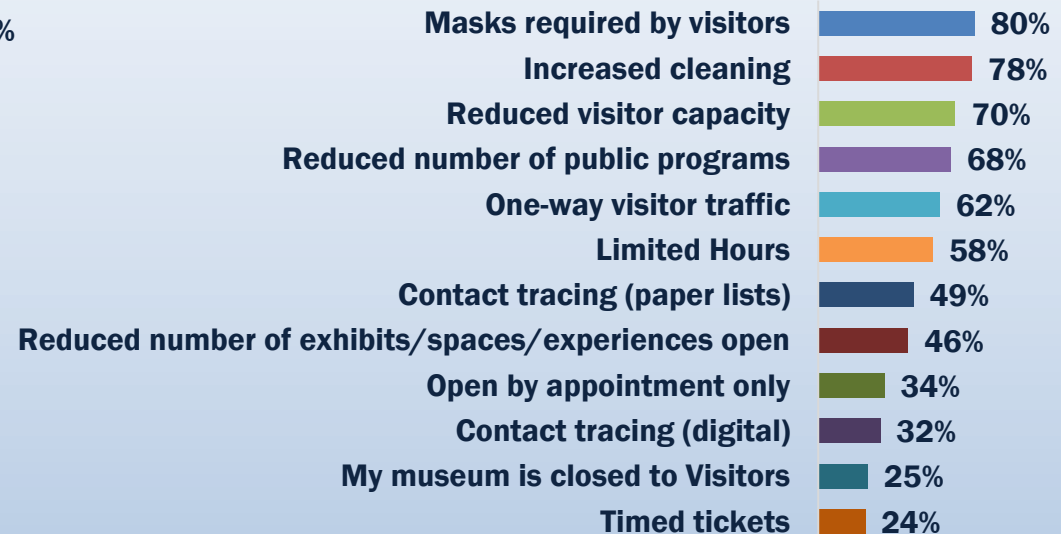 %
Masks required by visitors 80%
Increased cleaning 78%
Reduced visitor capacity 70%
Reduced number of public programs 68%
One-way visitor traffic 62%
Limited Hours 58%
Contact tracing (paper lists) 49%
Reduced number of exhibits/spaces/experiences open 46%
Open by appointment only 34%
Contact tracing (digital) 32%
My museum is closed to Visitors 25%
Timed tickets 24%